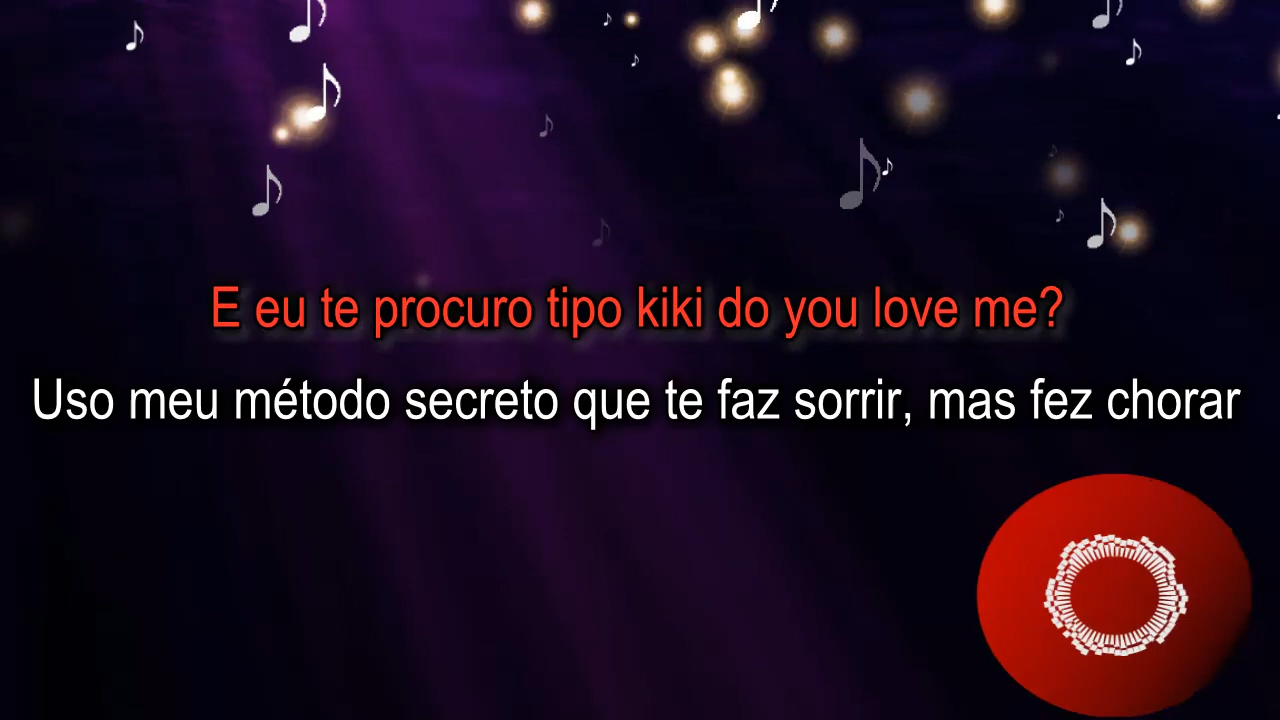 E eu te procuro tipo kiki do you love me?
Uso meu método secreto que te faz sorrir, mas fez chorar